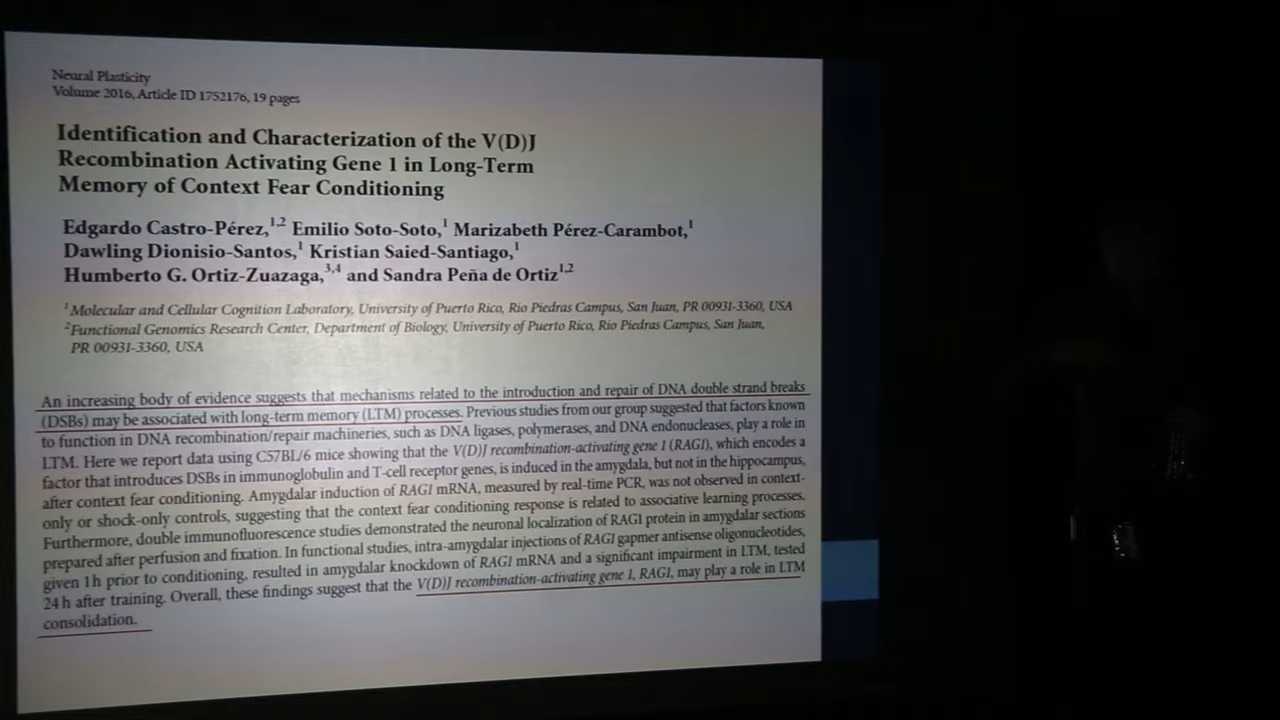 Neural Plasticity
Volume 2016, Article ID 1752176, 19 pages
Identification and Characterization of the V(D)J
Recombination Activating Gene 1 in Long-Term
Memory of Context Fear Conditioning
Edgardo Castro-Pérez,1,2 Emilio Soto-Soto,1 Marizabeth Pérez-Carambot,1
Dawling Dionisio-Santos,1 Kristian Saied-Santiago,1
Humberto G. Ortiz-Zuazaga,3,4 and Sandra Peña de Ortiz1,2
1Molecular and Cellular Cognition Laboratory, University of Puerto Rico, Rio Piedras Campus, San Juan, PR 00931-3360, USA
2Functional Genomics Research Center, Department of Biology, University of Puerto Rico, Rio Piedras Campus, San Juan,
PR 00931-3360, USA
An increasing body of evidence suggests that mechanisms related to the introduction and repair of DNA double strand breaks
(DSBs) may be associated with long-term memory (LTM) processes. Previous studies from our group suggested that factors known
to function in DNA recombination/repair machineries, such as DNA ligases, polymerases, and DNA endonucleases, play a role in
LTM. Here we report data using C57BL/6 mice showing that the V(D)J recombination-activating gene 1 (RAG1), which encodes a
factor that introduces DSBs in immunoglobulin and T-cell receptor genes, is induced in the amygdala, but not in the hippocampus,
after context fear conditioning. Amygdalar induction of RAG1 mRNA, measured by real-time PCR, was not observed in context-
only or shock-only controls, suggesting that the context fear conditioning response is related to associative learning processes.
Furthermore, double immunofluorescence studies demonstrated the neuronal localization of RAG1 protein in amygdalar sections
prepared after perfusion and fixation. In functional studies, intra-amygdalar injections of RAG1 gapmer antisense oligonucleotides,
given 1 h prior to conditioning, resulted in amygdalar knockdown of RAG1 mRNA and a significant impairment in LTM, tested
24 h after training. Overall, these findings suggest that the V(D)J recombination-activating gene 1, RAG1, may play a role in LTM
consolidation.